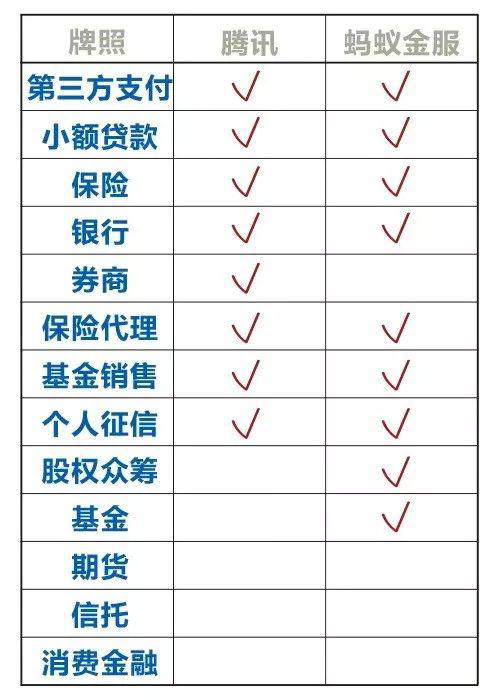 牌照 腾讯 蚂蚁金服
第三方支付 √ √
小额贷款 √ √
保险 √ √
银行 √ √
券商 √
保险代理 √ √
基金销售 √ √
个人征信 √ √
股权众筹 √
基金 √
期货
信托
消费金融